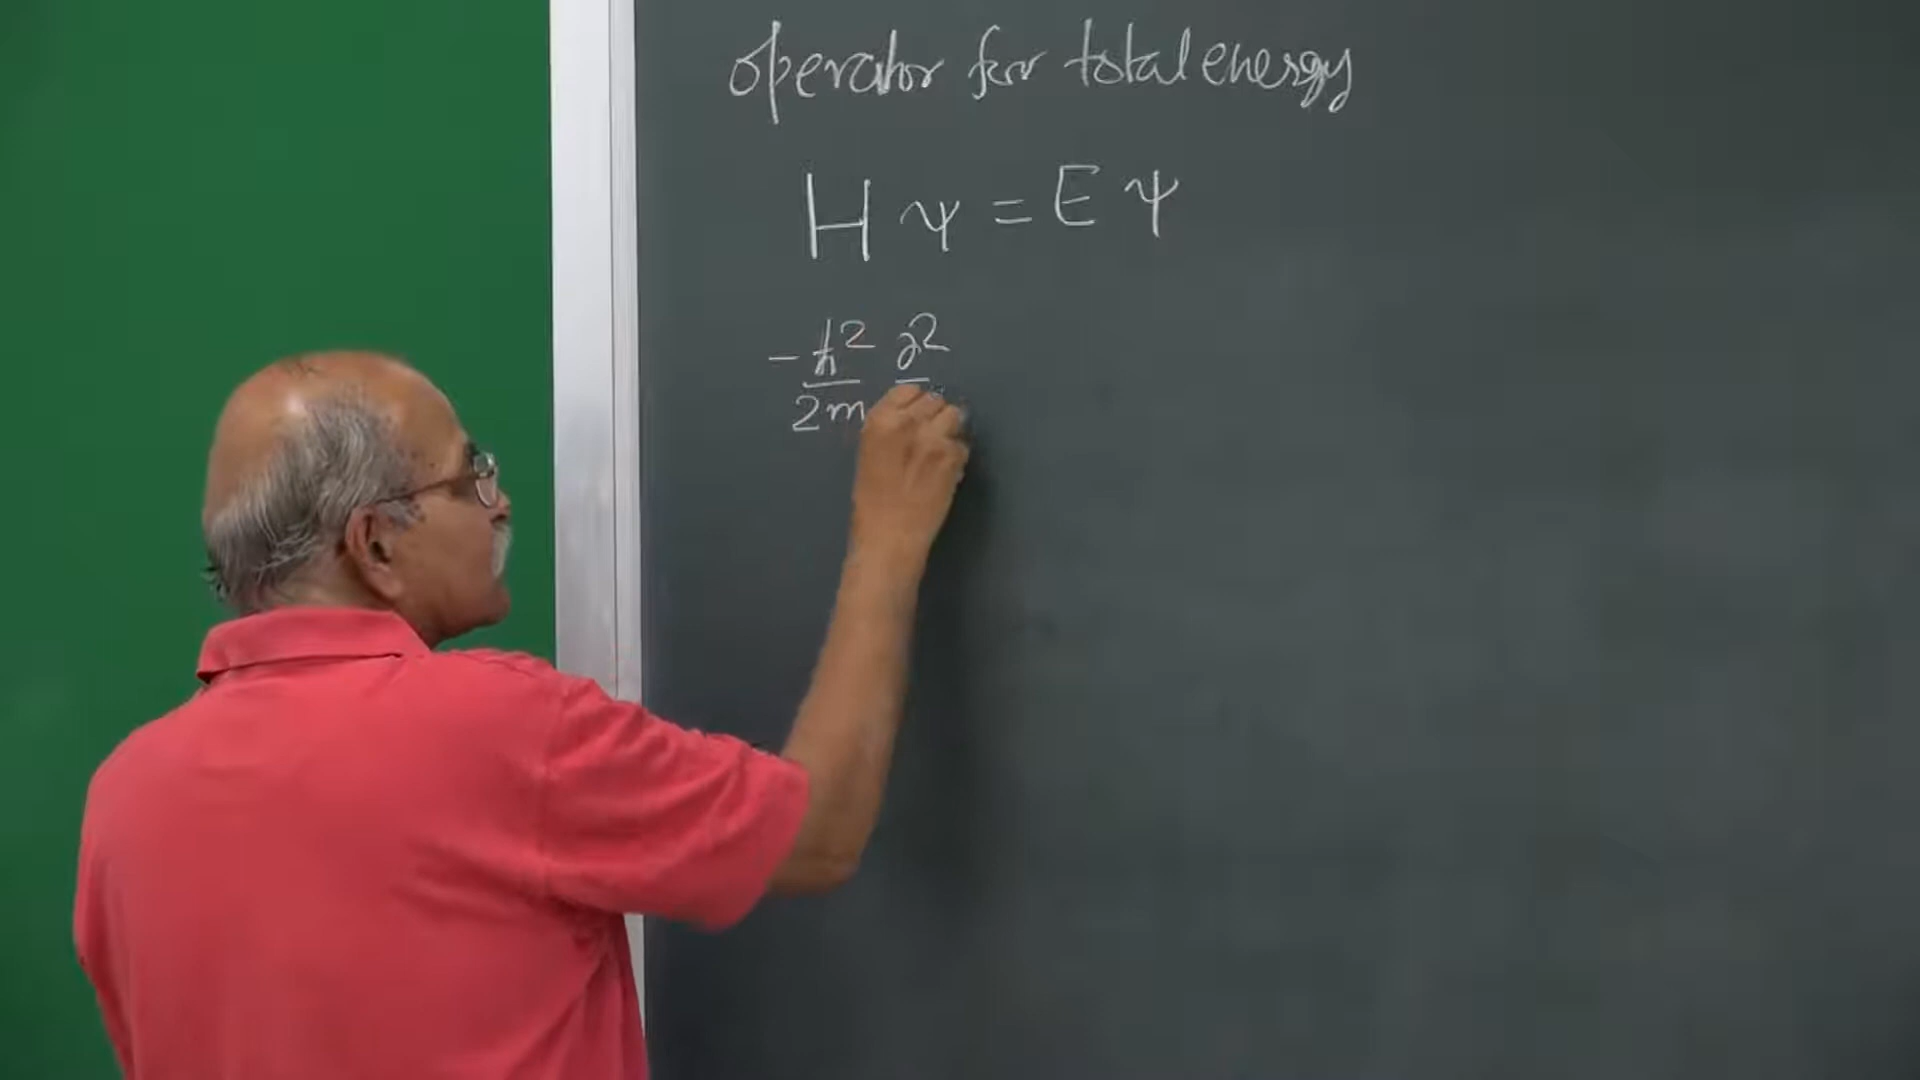 operator for total energy
H ψ = E ψ
-ħ² ∂²
2m